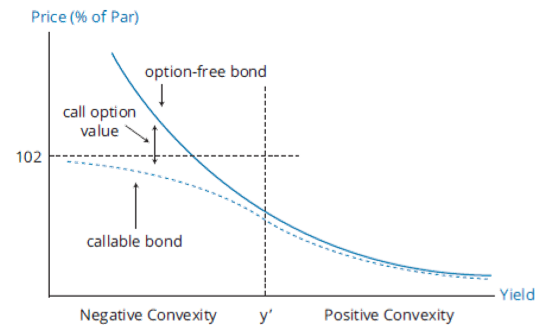 Price (% of Par)
option-free bond
call option
value
102
callable bond
Yield
Negative Convexity
y′
Positive Convexity